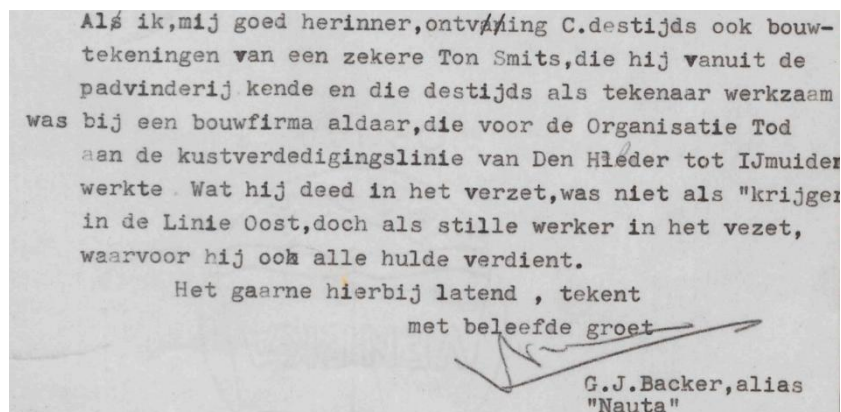 Als ik,mij goed herinner,ontvning C.destijds ook bouw-
tekeningen van een zekere Ton Smits,die hij vanuit de
padvinderij kende en die destijds als tekenaar werkzaam
was bij een bouwfirma aldaar,die voor de Organisatie Tod
aan de kustverdedigingslinie van Den Hleder tot IJmuiden
werkte. Wat hij deed in het verzet,was niet als "krijger
in de Linie Oost,doch als stille werker in het vezet,
waarvoor hij ook alle hulde verdient.
Het gaarne hierbij latend , tekent
met beleefde groet
G.J.Backer,alias
"Nauta"